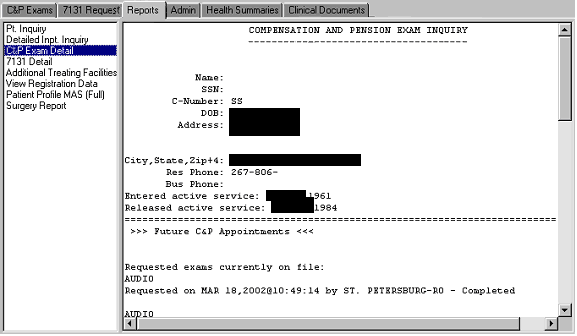 C&P Exams 7131 Request Reports Admin Health Summaries Clinical Documents
Pt. Inquiry
Detailed Inpt. Inquiry
C&P Exam Detail
7131 Detail
Additional Treating Facilities
View Registration Data
Patient Profile MAS (Full)
Surgery Report
COMPENSATION AND PENSION EXAM INQUIRY
Name:
SSN:
C-Number: SS
DOB:
Address:
City,State,Zip+4:
Res Phone: 267-806-
Bus Phone:
Entered active service: 1961
Released active service: 1984
>>> Future C&P Appointments <<<
Requested exams currently on file:
AUDIO
Requested on MAR 18,2002@10:49:14 by ST. PETERSBURG-RO - Completed
AUDIO